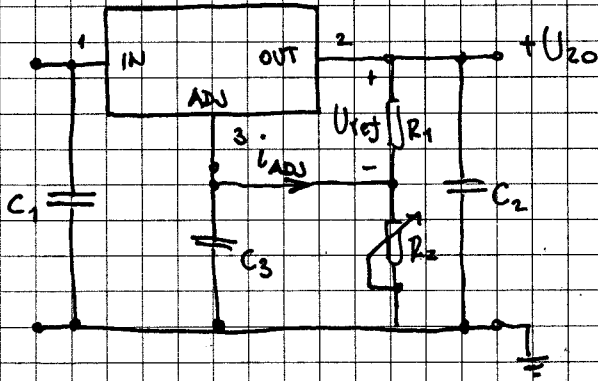 1
IN
OUT
2
+U20
ADJ
+
3
Uref
R1
iADJ
-
C1
C2
C3
R2